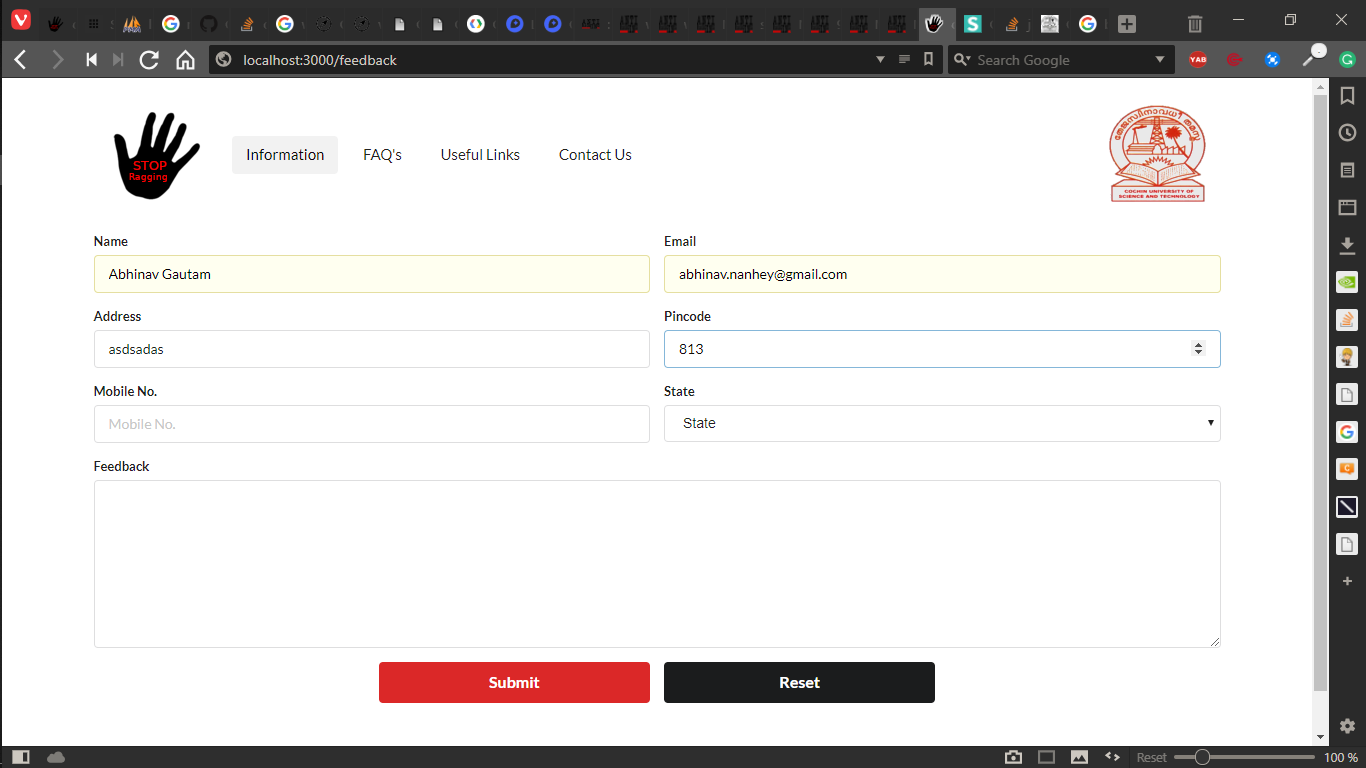 localhost:3000/feedback
Search Google
YAB
STOP
Ragging
Information
FAQ's
Useful Links
Contact Us
COCHIN UNIVERSITY OF
SCIENCE AND TECHNOLOGY
Name
Email
Abhinav Gautam
abhinav.nanhey@gmail.com
Address
Pincode
asdsadas
813
Mobile No.
State
Mobile No.
State
Feedback
Submit
Reset
Reset
100 %